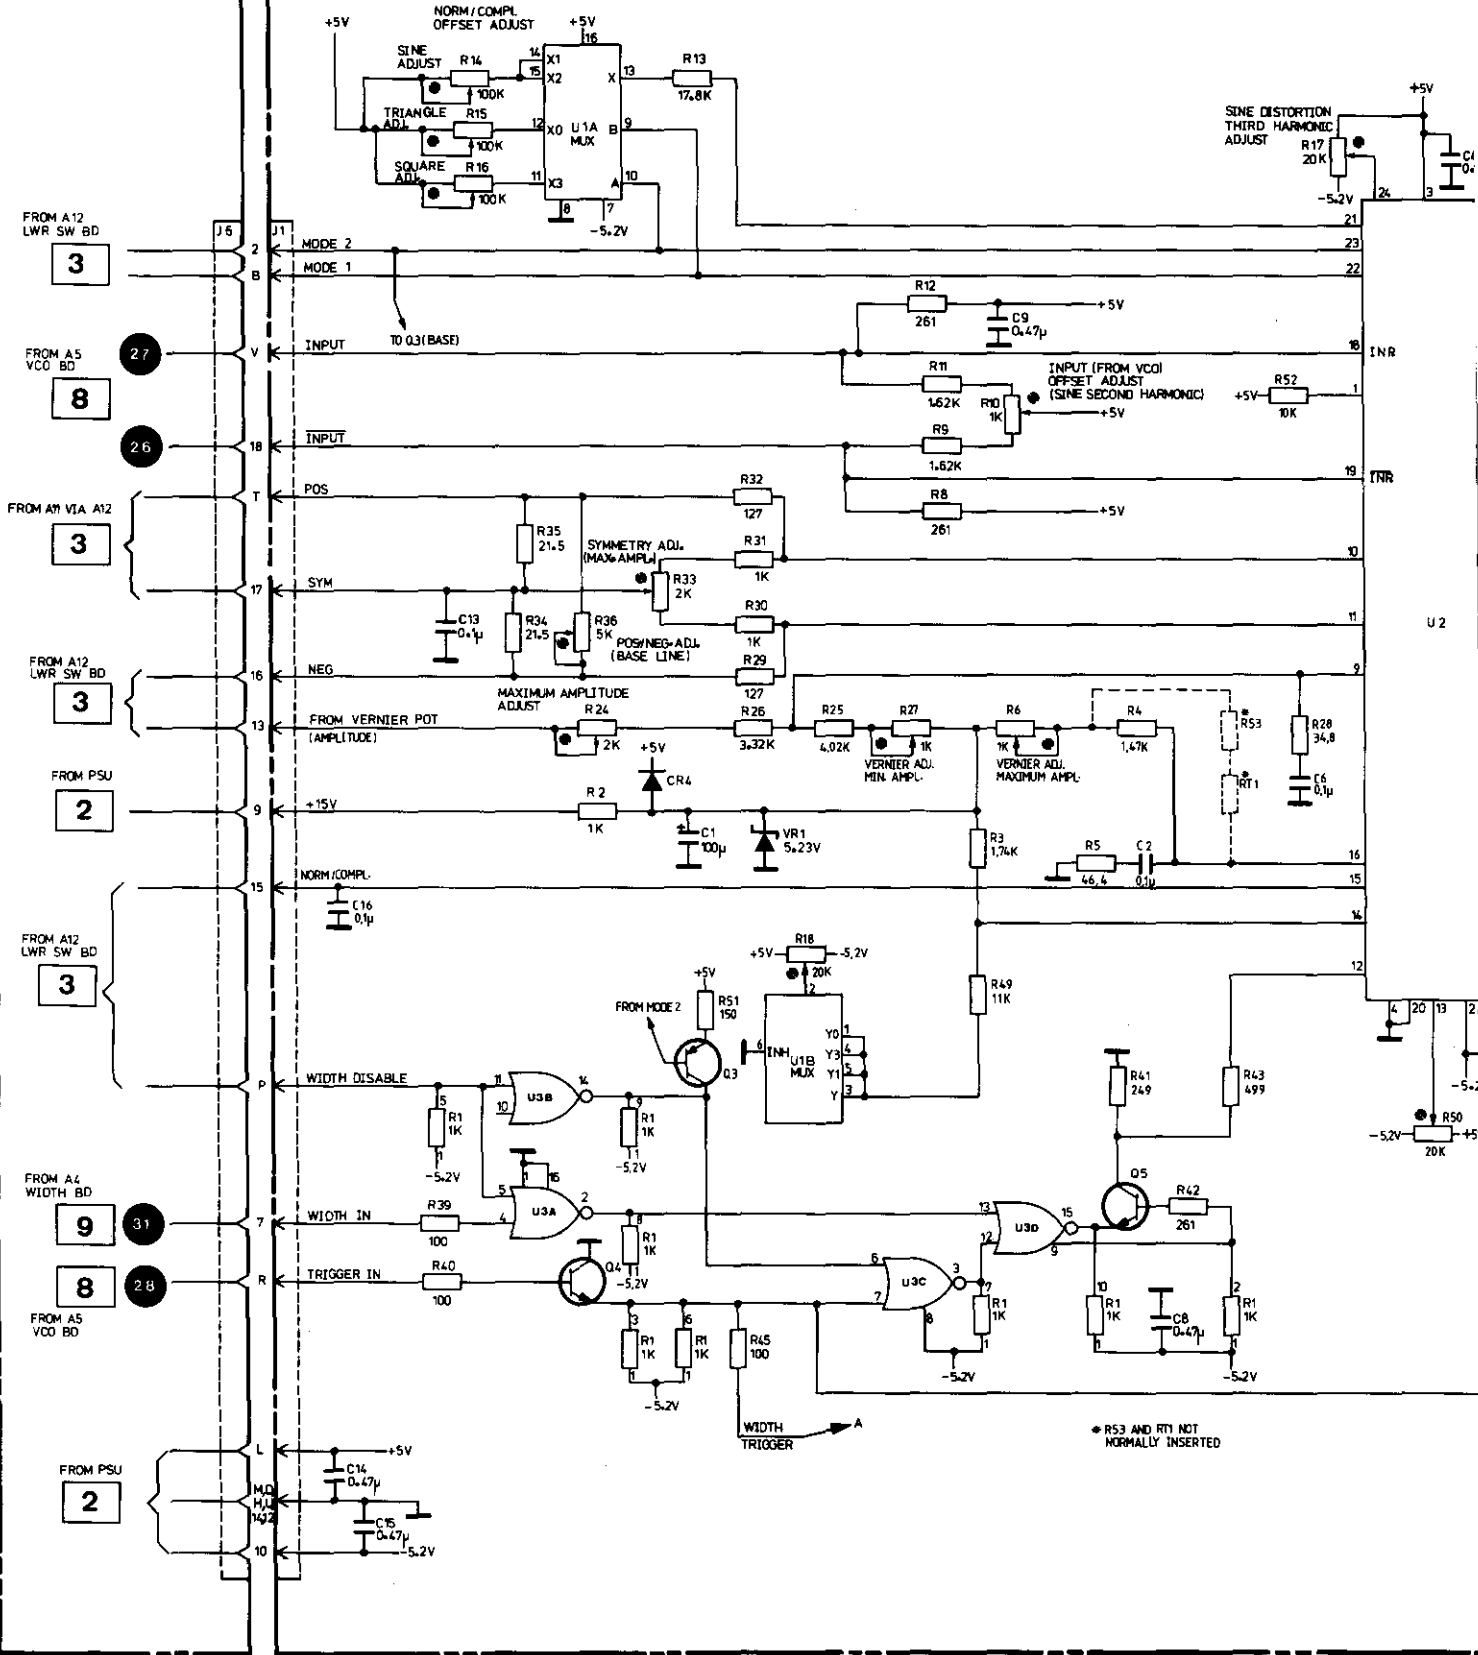 NORM/COMPL.
OFFSET ADJUST
+5V
+5V
16
SINE
ADJUST
R14
100K
14
15
X1
X2
X
13
R13
17.8K
TRIANGLE
ADJ.
R15
100K
12
X0
U1A
MUX
B
9
SQUARE
ADJ.
R16
100K
11
X3
A
10
8
7
-5.2V
+5V
SINE DISTORTION
THIRD HARMONIC
ADJUST
R17
20K
-5.2V
24
3
FROM A12
LWR SW BD
3
J6
J1
2
MODE 2
B
MODE 1
21
23
22
TO Q3(BASE)
R12
261
+5V
C9
0.47µ
FROM A5
VCO BD
27
8
V
INPUT
18
INR
R11
1.62K
R10
1K
INPUT (FROM VCO)
OFFSET ADJUST
(SINE SECOND HARMONIC)
+5V
+5V
R52
10K
1
26
18
INPUT
R9
1.62K
19
INR
R8
261
+5V
FROM A11 VIA A12
3
T
POS
R32
127
R35
21.5
SYMMETRY ADJ.
(MAX. AMPL.)
R31
1K
10
17
SYM
R33
2K
C13
0.1µ
R34
21.5
R36
5K
POS/NEG-ADJ.
(BASE LINE)
R30
1K
11
U2
FROM A12
LWR SW BD
3
16
NEG
R29
127
9
MAXIMUM AMPLITUDE
ADJUST
13
FROM VERNIER POT
(AMPLITUDE)
R24
2K
R26
3.32K
R25
4.02K
R27
1K
VERNIER ADJ.
MIN. AMPL.
R6
1K
VERNIER ADJ.
MAXIMUM AMPL.
R4
1,47K
*
R53
*
RT1
R28
34,8
C6
0,1µ
FROM PSU
2
9
+15V
R2
1K
+5V
CR4
+
C1
100µ
VR1
5.23V
R3
1,74K
R5
46,4
C2
0,1µ
16
15
NORM/COMPL.
15
C16
0,1µ
14
FROM A12
LWR SW BD
3
+5V
R18
20K
-5,2V
12
R49
11K
FROM MODE 2
+5V
R51
150
Q3
2
6
INH
U1B
MUX
Y0
1
Y3
4
Y1
5
Y
3
4
20
13
R41
249
R43
499
-5,2V
R50
20K
P
WIDTH DISABLE
11
10
U3B
14
5
R1
1K
1
-5.2V
9
R1
1K
1
-5,2V
FROM A4
WIDTH BD
9
31
7
WIDTH IN
R39
100
1
16
5
4
U3A
2
8
R1
1K
1
-5.2V
13
12
U3D
15
9
Q5
R42
261
8
28
FROM A5
VCO BD
R
TRIGGER IN
R40
100
Q4
6
7
U3C
3
8
7
R1
1K
1
-5.2V
10
R1
1K
1
C8
0.47µ
2
R1
1K
1
-5.2V
3
R1
1K
1
6
R1
1K
1
-5.2V
R45
100
WIDTH
TRIGGER
A
* R53 AND RT1 NOT
NORMALLY INSERTED
FROM PSU
2
L
+5V
C14
0.47µ
M,D
H,U
C15
0.47µ
10
-5.2V